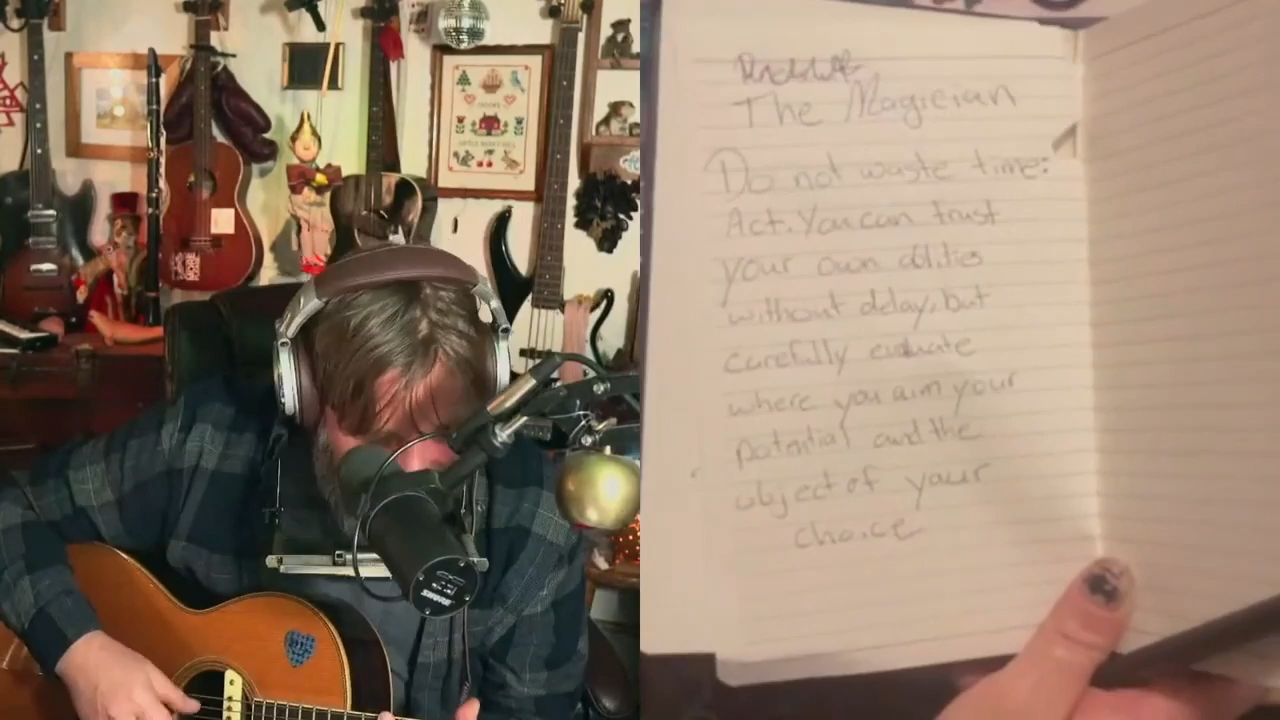 The Magician
Do not waste time:
Act. You can trust
your own abilities
without delay, but
carefully evaluate
where you aim your
potential and the
object of your
choice
SHURE